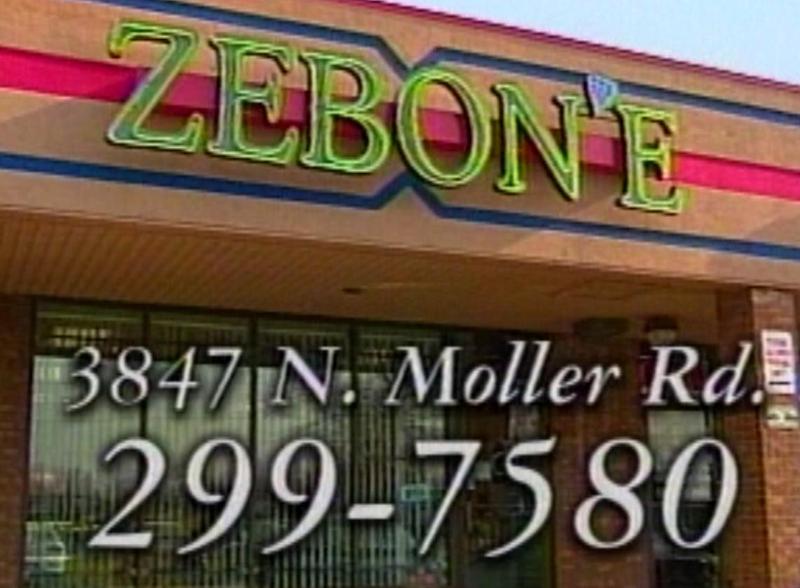 ZEBON'E
3847 N. Moller Rd.
299-7580